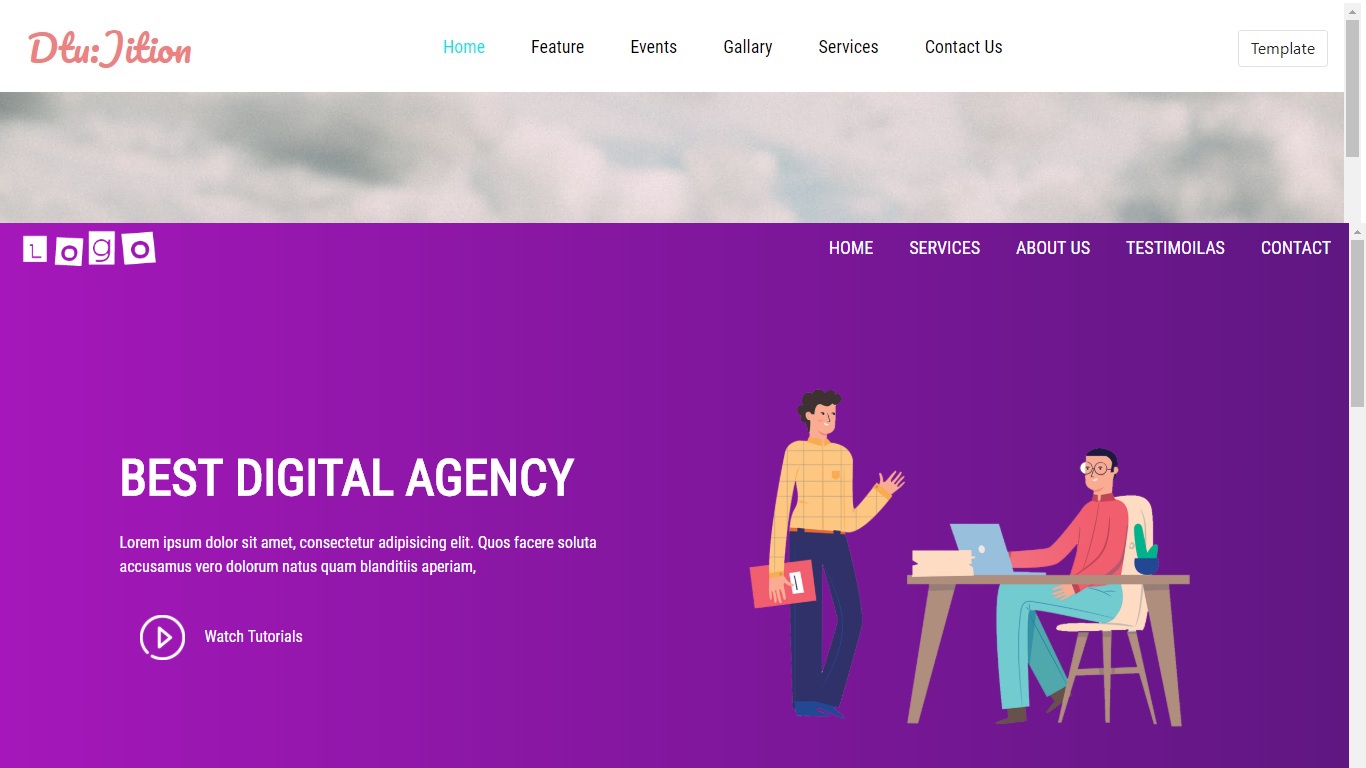 Dtu:Jition
Home Feature Events Gallary Services Contact Us
Template
LOgO
HOME SERVICES ABOUT US TESTIMOILAS CONTACT
BEST DIGITAL AGENCY
Lorem ipsum dolor sit amet, consectetur adipisicing elit. Quos facere soluta
accusamus vero dolorum natus quam blanditiis aperiam,
Watch Tutorials